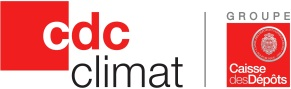 cdc
climat
GROUPE
Caisse
desDépôts